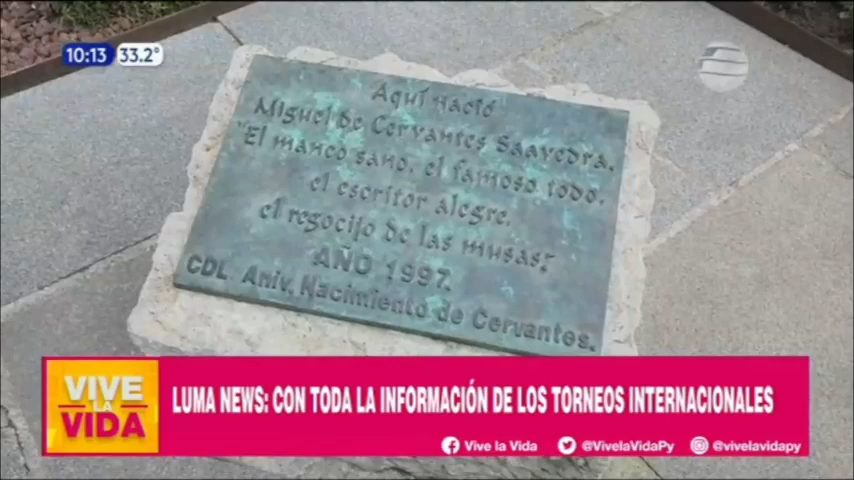 10:13 33.2°
Aquí nació
Miguel de Cervantes Saavedra.
"El manco sano, el famoso todo,
el escritor alegre,
el regocijo de las musas".
AÑO 1997.
CDL. Aniv. Nacimiento de Cervantes.
VIVE
LA
VIDA
LUMA NEWS: CON TODA LA INFORMACIÓN DE LOS TORNEOS INTERNACIONALES
Vive la Vida @VivelaVidaPy @vivelavidapy